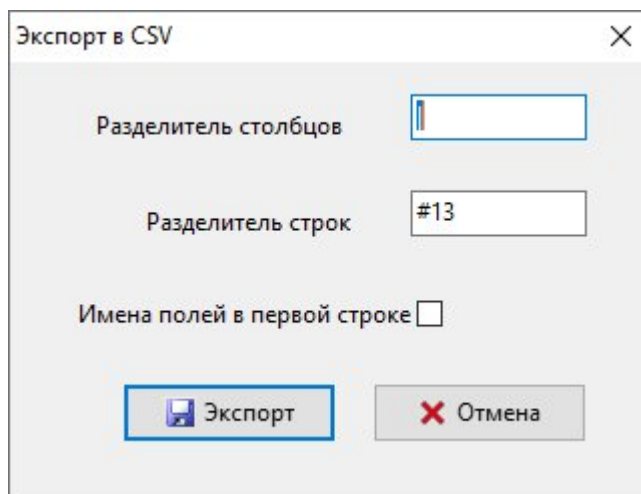 Экспорт в CSV
Разделитель столбцов
Разделитель строк
#13
Имена полей в первой строке
Экспорт
Отмена